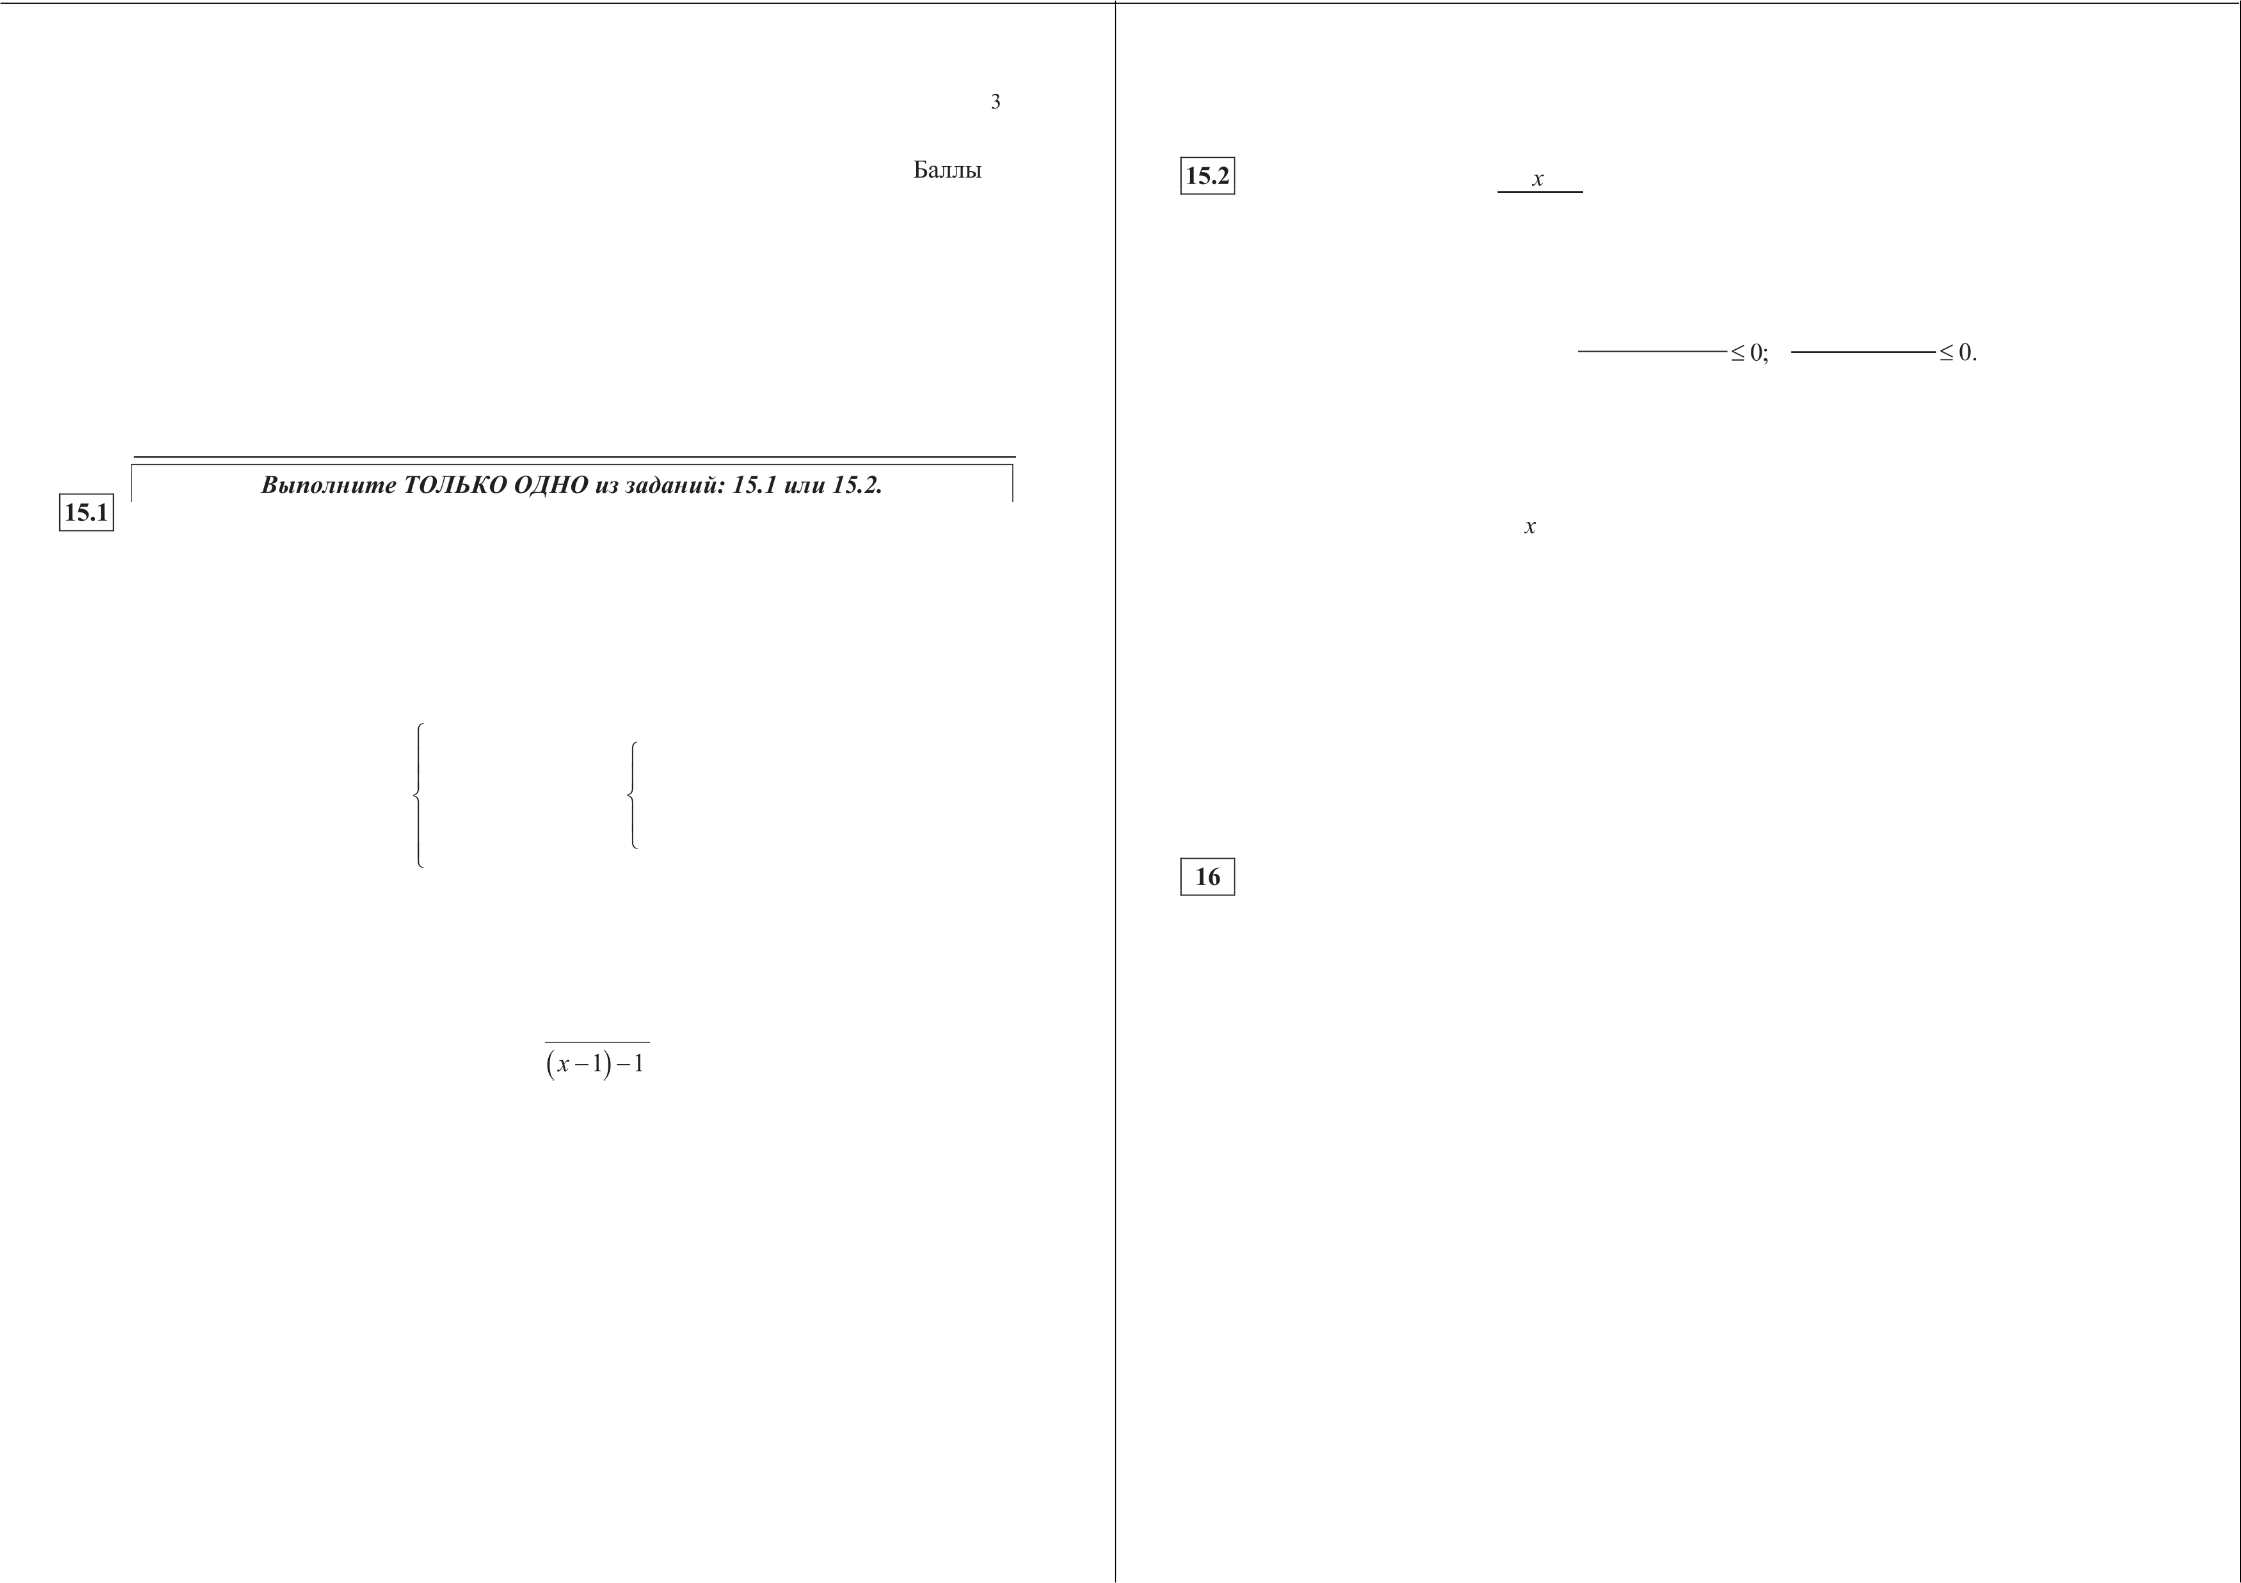 3
Баллы
Выполните ТОЛЬКО ОДНО из заданий: 15.1 или 15.2.
15.1
(x – 1) – 1
15.2
x
≤ 0; ≤ 0.
x
16